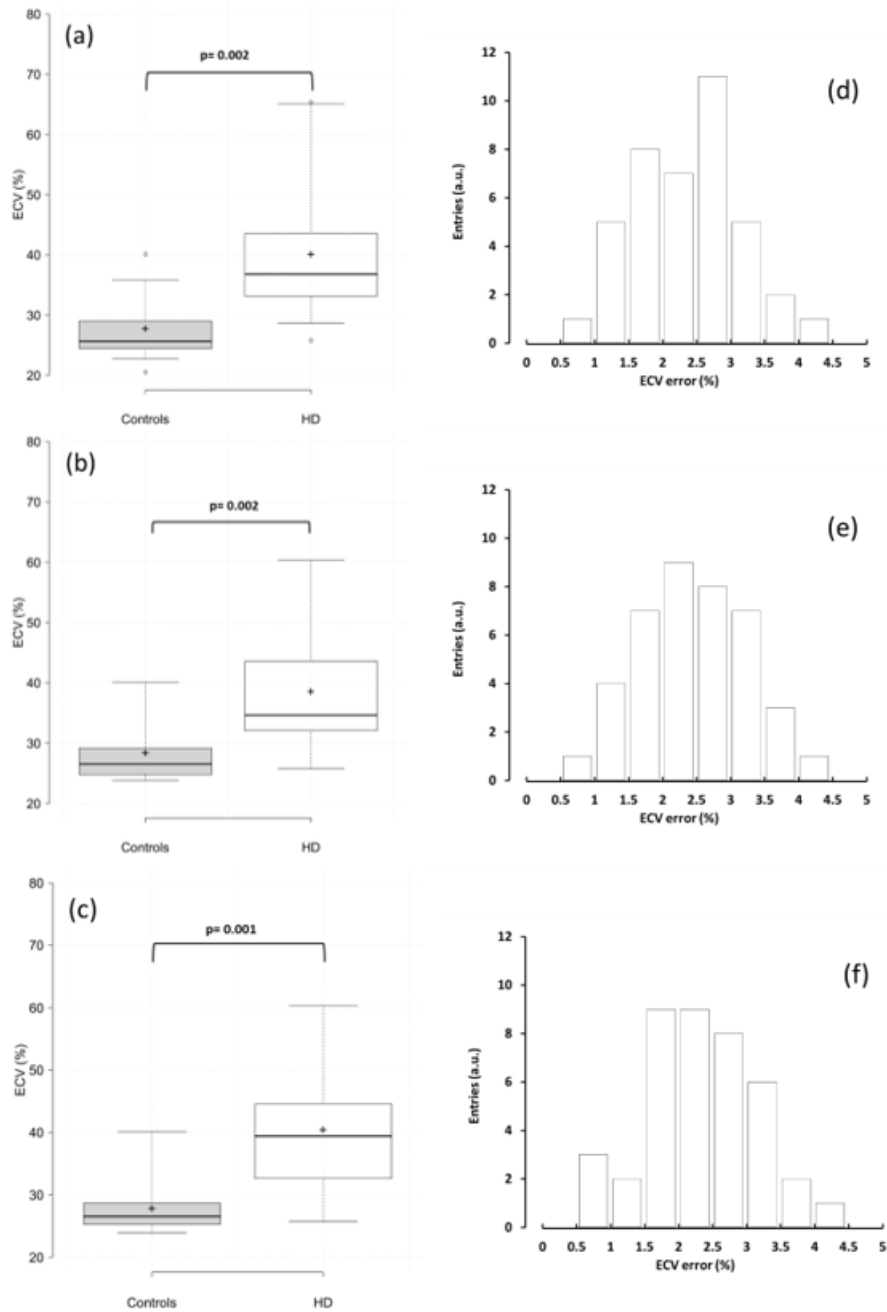 (a)
p= 0.002
80
70
60
50
40
30
20
ECV (%)
Controls HD
(d)
12
10
8
6
4
2
0
Entries (a.u.)
0 0.5 1 1.5 2 2.5 3 3.5 4 4.5 5
ECV error (%)
(b)
p= 0.002
80
70
60
50
40
30
20
ECV (%)
Controls HD
(e)
12
10
8
6
4
2
0
Entries (a.u.)
0 0.5 1 1.5 2 2.5 3 3.5 4 4.5 5
ECV error (%)
(c)
p= 0.001
80
70
60
50
40
30
20
ECV (%)
Controls HD
(f)
12
10
8
6
4
2
0
Entries (a.u.)
0 0.5 1 1.5 2 2.5 3 3.5 4 4.5 5
ECV error (%)